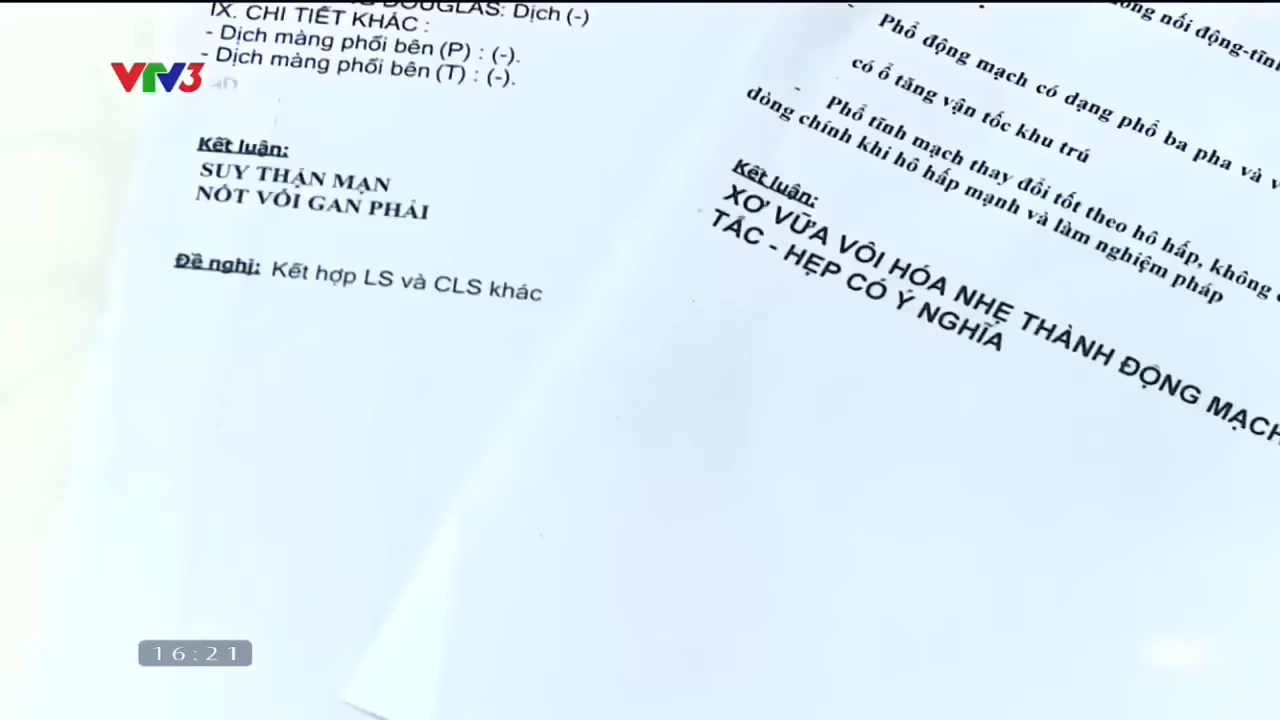 DOUGLAS: Dịch (-)
IX. CHI TIẾT KHÁC :
- Dịch màng phổi bên (P) : (-).
- Dịch màng phổi bên (T) : (-).
VTV3
HD
Kết luận:
SUY THẬN MẠN
NỐT VÔI GAN PHẢI
Đề nghị: Kết hợp LS và CLS khác
nối động-tĩnh
Phổ động mạch có dạng phổ ba pha và
có ổ tăng vận tốc khu trú
- Phổ tĩnh mạch thay đổi tốt theo hô hấp, không
dòng chính khi hô hấp mạnh và làm nghiệm pháp
Kết luận:
XƠ VỮA VÔI HÓA NHẸ THÀNH ĐỘNG MẠCH
TẮC - HẸP CÓ Ý NGHĨA
16:21